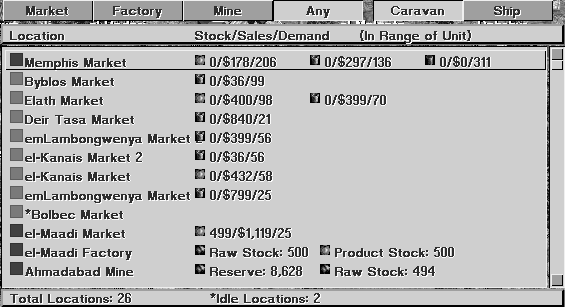 Market Factory Mine Any Caravan Ship
Location Stock/Sales/Demand (In Range of Unit)
Memphis Market 0/$178/206 0/$297/136 0/$0/311
Byblos Market 0/$36/99
Elath Market 0/$400/98 0/$399/70
Deir Tasa Market 0/$840/21
emLambongwenya Market 0/$399/56
el-Kanais Market 2 0/$36/56
el-Kanais Market 0/$432/58
emLambongwenya Market 0/$799/25
*Bolbec Market
el-Maadi Market 499/$1,119/25
el-Maadi Factory Raw Stock: 500 Product Stock: 500
Ahmadabad Mine Reserve: 8,628 Raw Stock: 494
Total Locations: 26 *Idle Locations: 2